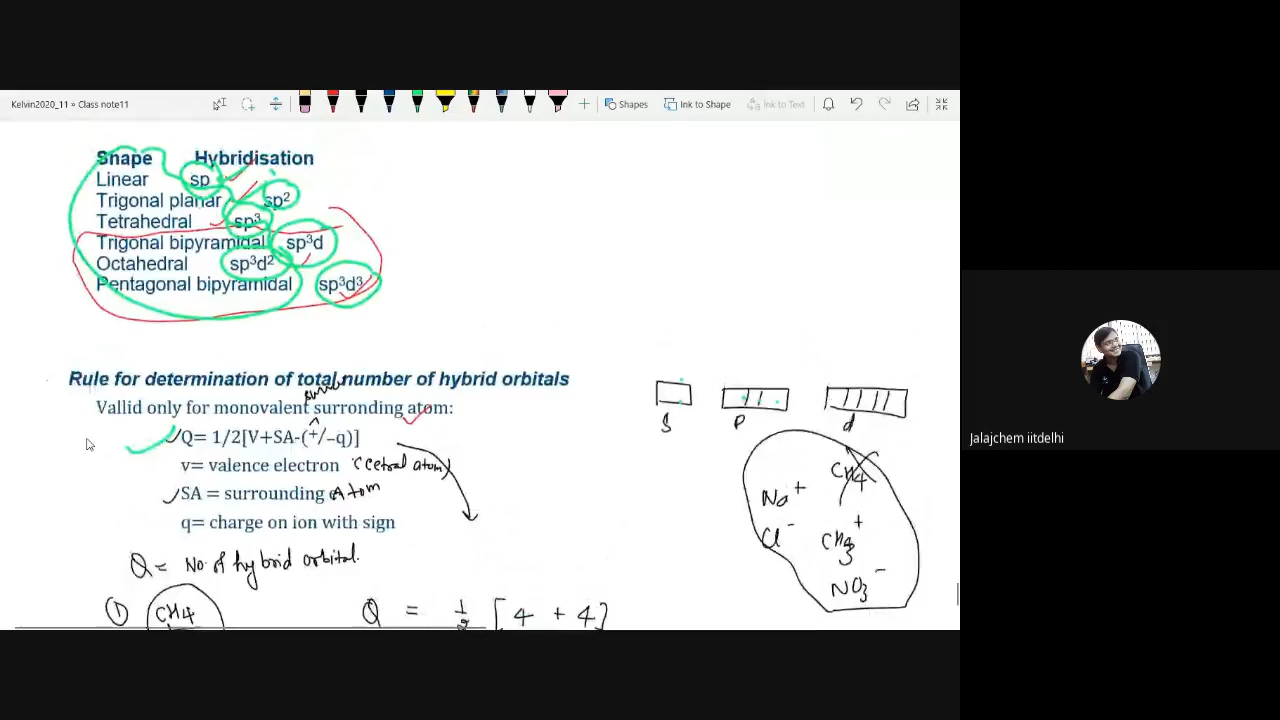 Kelvin2020_11 » Class note11
Shapes
Ink to Shape
Ink to Text
Shape Hybridisation
Linear sp
Trigonal planar sp²
Tetrahedral sp³
Trigonal bipyramidal sp³d
Octahedral sp³d²
Pentagonal bipyramidal sp³d³
Rule for determination of total number of hybrid orbitals
Vallid only for monovalent surronding atom:
Q= 1/2[V+SA-(+/-q)]
v= valence electron (Cetral atom)
SA = surrounding Atom
q= charge on ion with sign
Q = No. of hybrid orbital.
① CH4 Q = 1/2 [4 + 4]
S P d
CH4
Na+
Cl-
CH3+
NO3-
Jalajchem iitdelhi